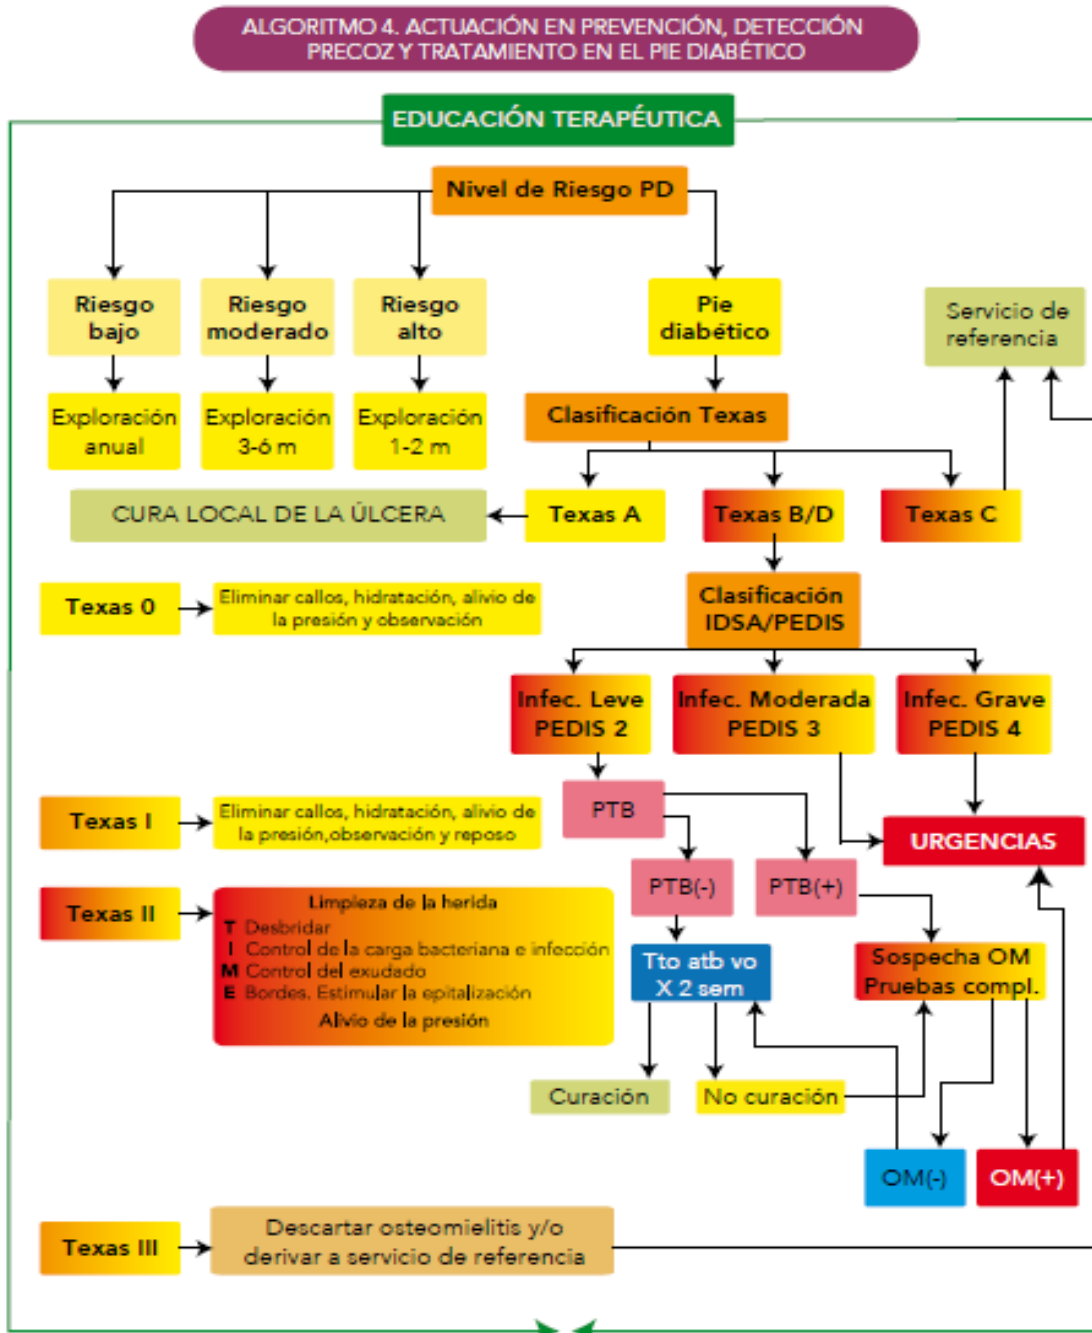 ALGORITMO 4. ACTUACIÓN EN PREVENCIÓN, DETECCIÓN
PRECOZ Y TRATAMIENTO EN EL PIE DIABÉTICO
EDUCACIÓN TERAPÉUTICA
Nivel de Riesgo PD
Riesgo
bajo
Riesgo
moderado
Riesgo
alto
Pie
diabético
Servicio de
referencia
Exploración
anual
Exploración
3-6 m
Exploración
1-2 m
Clasificación Texas
CURA LOCAL DE LA ÚLCERA
Texas A
Texas B/D
Texas C
Texas 0
Eliminar callos, hidratación, alivio de
la presión y observación
Clasificación
IDSA/PEDIS
Infec. Leve
PEDIS 2
Infec. Moderada
PEDIS 3
Infec. Grave
PEDIS 4
Texas I
Eliminar callos, hidratación, alivio de
la presión,observación y reposo
PTB
URGENCIAS
PTB(-)
PTB(+)
Texas II
Limpieza de la herida
T Desbridar
I Control de la carga bacteriana e infección
M Control del exudado
E Bordes. Estimular la epitalización
Alivio de la presión
Tto atb vo
X 2 sem
Sospecha OM
Pruebas compl.
Curación
No curación
OM(-)
OM(+)
Texas III
Descartar osteomielitis y/o
derivar a servicio de referencia